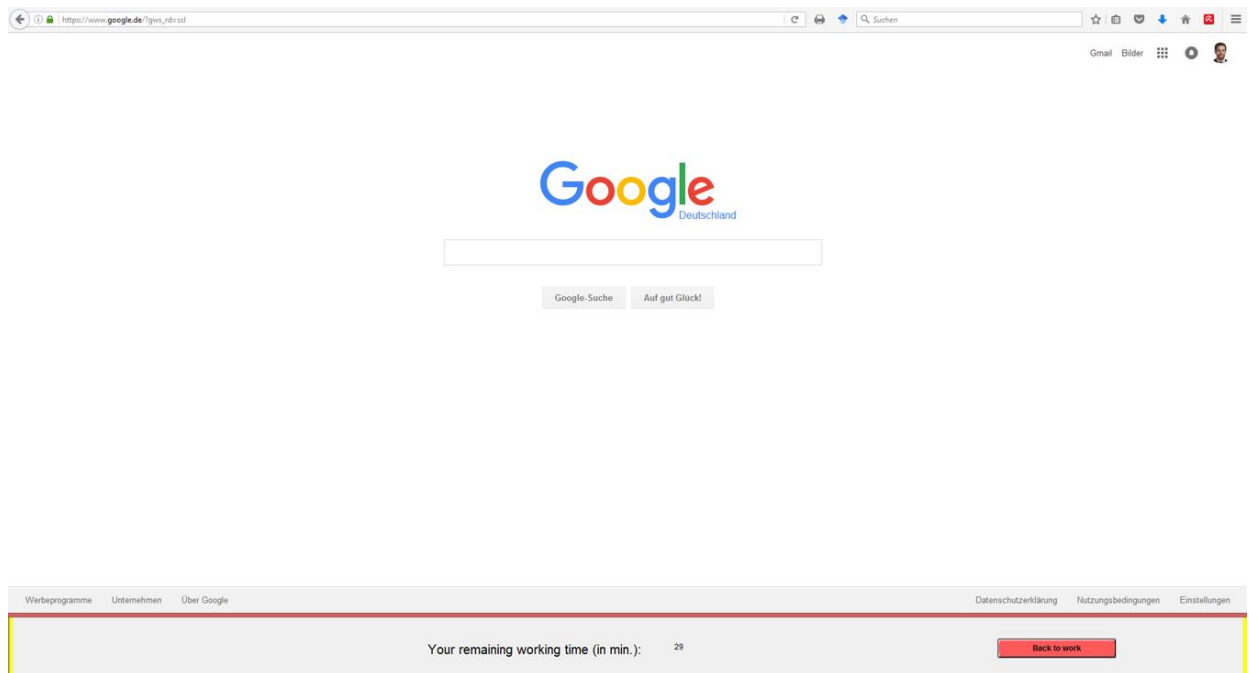 https://www.google.de/?gws_rd=ssl
Suchen
Gmail Bilder
Google
Deutschland
Google-Suche Auf gut Glück!
Werbeprogramme Unternehmen Über Google Datenschutzerklärung Nutzungsbedingungen Einstellungen
Your remaining working time (in min.): 29 Back to work